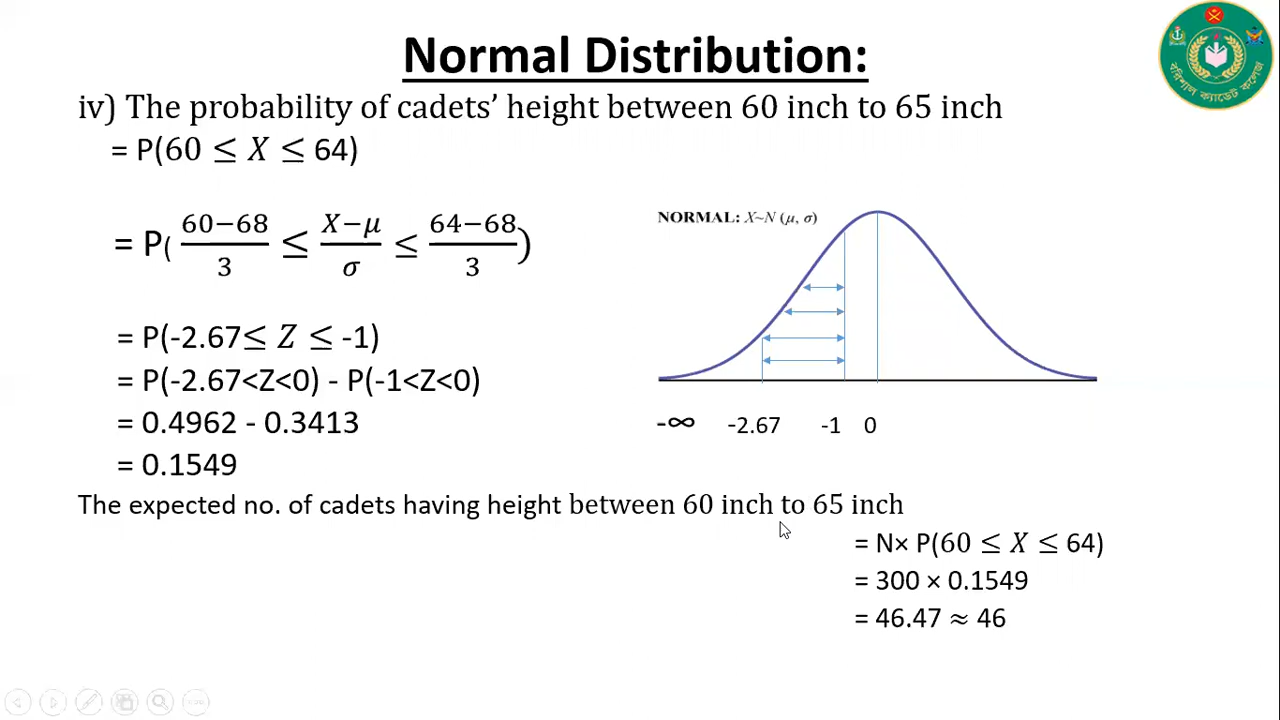 Normal Distribution:
iv) The probability of cadets’ height between 60 inch to 65 inch
= P(60 ≤ X ≤ 64)
= P( (60−68)/3 ≤ (X−μ)/σ ≤ (64−68)/3 )
NORMAL: X~N (μ, σ)
= P(-2.67≤ Z ≤ -1)
= P(-2.67<Z<0) - P(-1<Z<0)
= 0.4962 - 0.3413
= 0.1549
-∞ -2.67 -1 0
The expected no. of cadets having height between 60 inch to 65 inch
= N× P(60 ≤ X ≤ 64)
= 300 × 0.1549
= 46.47 ≈ 46
বরিশাল ক্যাডেট কলেজ